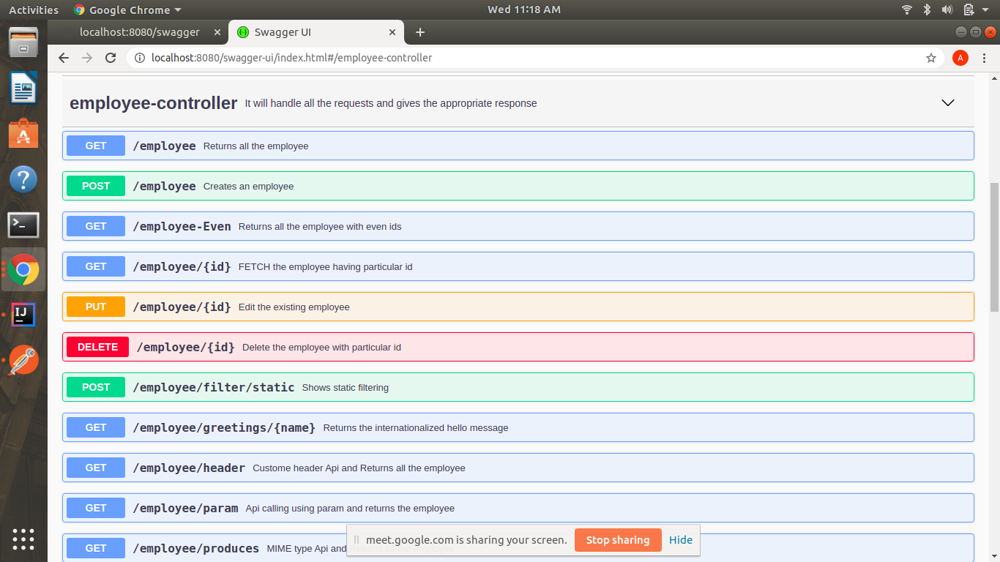 Activities Google Chrome Wed 11:18 AM
localhost:8080/swagger Swagger UI
localhost:8080/swagger-ui/index.html#/employee-controller A
employee-controller It will handle all the requests and gives the appropriate response
GET /employee Returns all the employee
POST /employee Creates an employee
GET /employee-Even Returns all the employee with even ids
GET /employee/{id} FETCH the employee having particular id
PUT /employee/{id} Edit the existing employee
DELETE /employee/{id} Delete the employee with particular id
POST /employee/filter/static Shows static filtering
GET /employee/greetings/{name} Returns the internationalized hello message
GET /employee/header Custome header Api and Returns all the employee
GET /employee/param Api calling using param and returns the employee
meet.google.com is sharing your screen. Stop sharing Hide
GET /employee/produces MIME type Api and
IJ